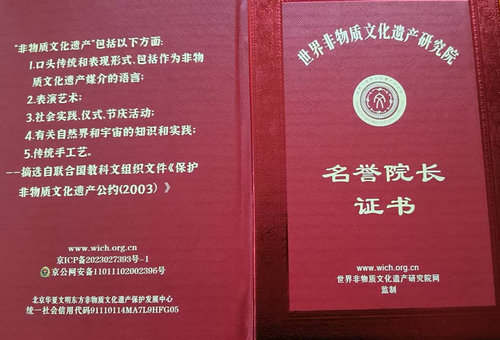 “非物质文化遗产”包括以下方面:
1.口头传统和表现形式,包括作为非物
质文化遗产媒介的语言;
2.表演艺术;
3.社会实践,仪式,节庆活动;
4.有关自然界和宇宙的知识和实践;
5.传统手工艺。
--摘选自联合国教科文组织文件《保护
非物质文化遗产公约(2003) 》
www.wich.org.cn
京ICP备2023027393号-1
京公网安备11011102002396号
北京华夏文明东方非物质文化遗产保护发展中心
统一社会信用代码91110114MA7L9HFG05
世界非物质文化遗产研究院
名誉院长
证书
www.wich.org.cn
世界非物质文化遗产研究院网
监制